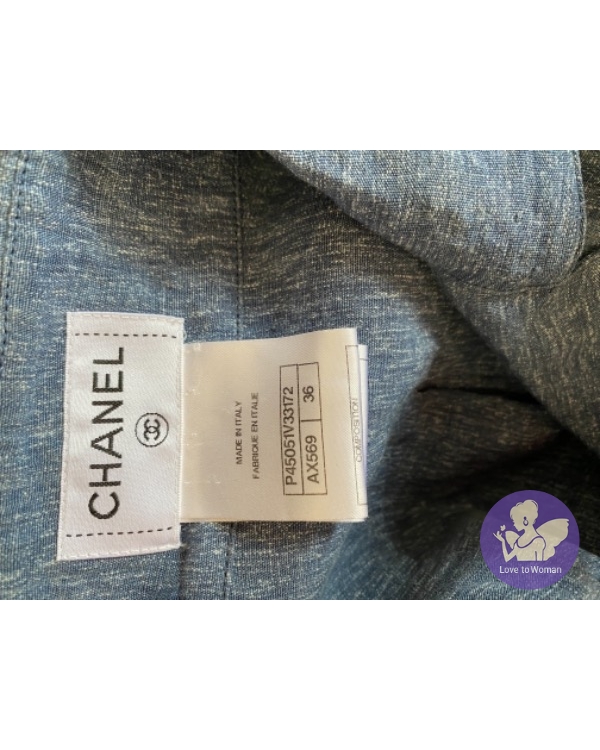 CHANEL
MADE IN ITALY
FABRIQUE EN ITALIE
P45051V33172
AX569 36
COMPOSITION
Love to Woman